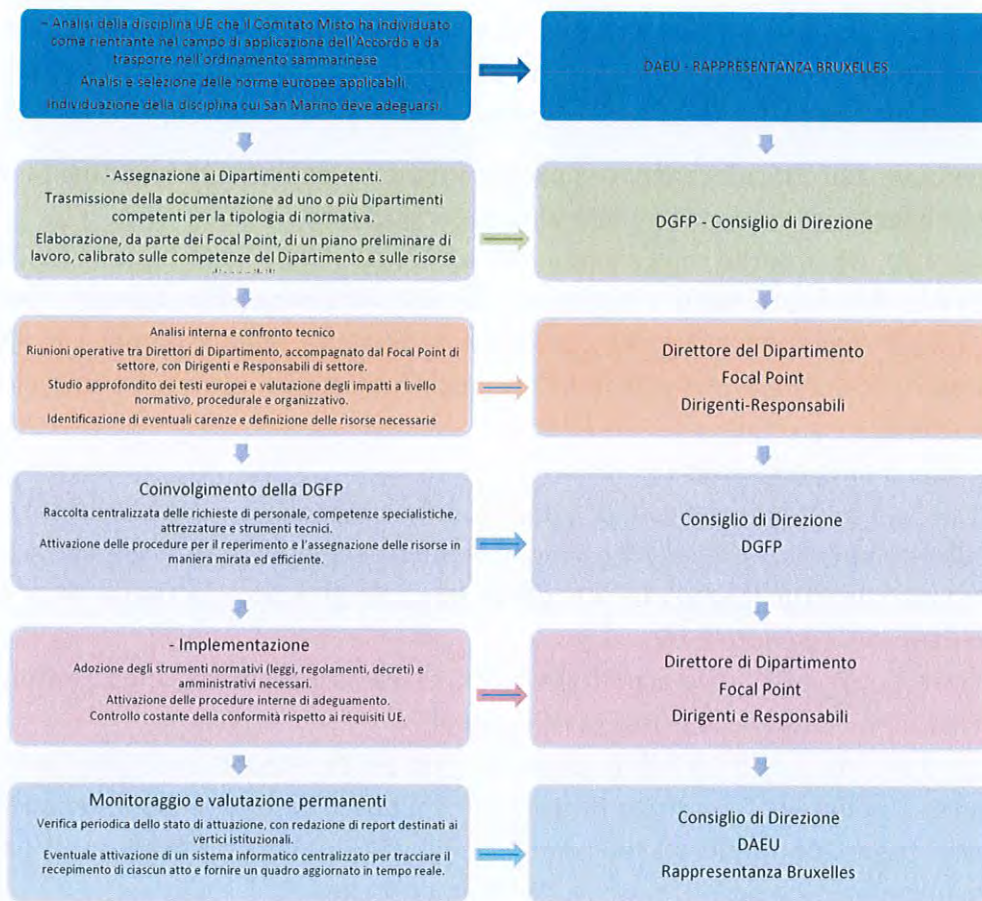 - Analisi della disciplina UE che il Comitato Misto ha individuato
come rientrante nel campo di applicazione dell'Accordo e da
trasporre nell'ordinamento sammarinese
Analisi e selezione delle norme europee applicabili.
Individuazione della disciplina cui San Marino deve adeguarsi.
DAEU - RAPPRESENTANZA BRUXELLES
- Assegnazione ai Dipartimenti competenti.
Trasmissione della documentazione ad uno o più Dipartimenti
competenti per la tipologia di normativa.
Elaborazione, da parte dei Focal Point, di un piano preliminare di
lavoro, calibrato sulle competenze del Dipartimento e sulle risorse
DGFP - Consiglio di Direzione
Analisi interna e confronto tecnico
Riunioni operative tra Direttori di Dipartimento, accompagnato dal Focal Point di
settore, con Dirigenti e Responsabili di settore.
Studio approfondito dei testi europei e valutazione degli impatti a livello
normativo, procedurale e organizzativo.
Identificazione di eventuali carenze e definizione delle risorse necessarie
Direttore del Dipartimento
Focal Point
Dirigenti-Responsabili
Coinvolgimento della DGFP
Raccolta centralizzata delle richieste di personale, competenze specialistiche,
attrezzature e strumenti tecnici.
Attivazione delle procedure per il reperimento e l'assegnazione delle risorse in
maniera mirata ed efficiente.
Consiglio di Direzione
DGFP
- Implementazione
Adozione degli strumenti normativi (leggi, regolamenti, decreti) e
amministrativi necessari.
Attivazione delle procedure interne di adeguamento.
Controllo costante della conformità rispetto ai requisiti UE.
Direttore di Dipartimento
Focal Point
Dirigenti e Responsabili
Monitoraggio e valutazione permanenti
Verifica periodica dello stato di attuazione, con redazione di report destinati ai
vertici istituzionali.
Eventuale attivazione di un sistema informatico centralizzato per tracciare il
recepimento di ciascun atto e fornire un quadro aggiornato in tempo reale.
Consiglio di Direzione
DAEU
Rappresentanza Bruxelles